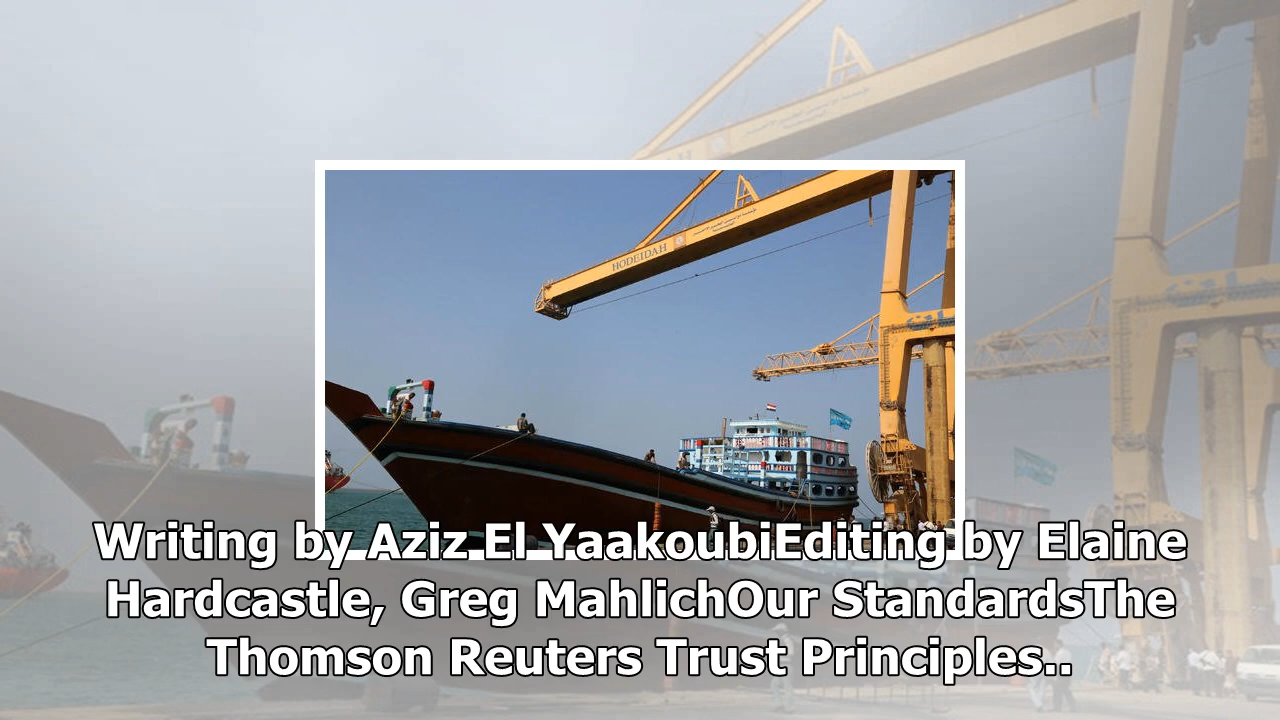 HODEIDAH
Writing by Aziz El YaakoubiEditing by Elaine
Hardcastle, Greg MahlichOur StandardsThe
Thomson Reuters Trust Principles..